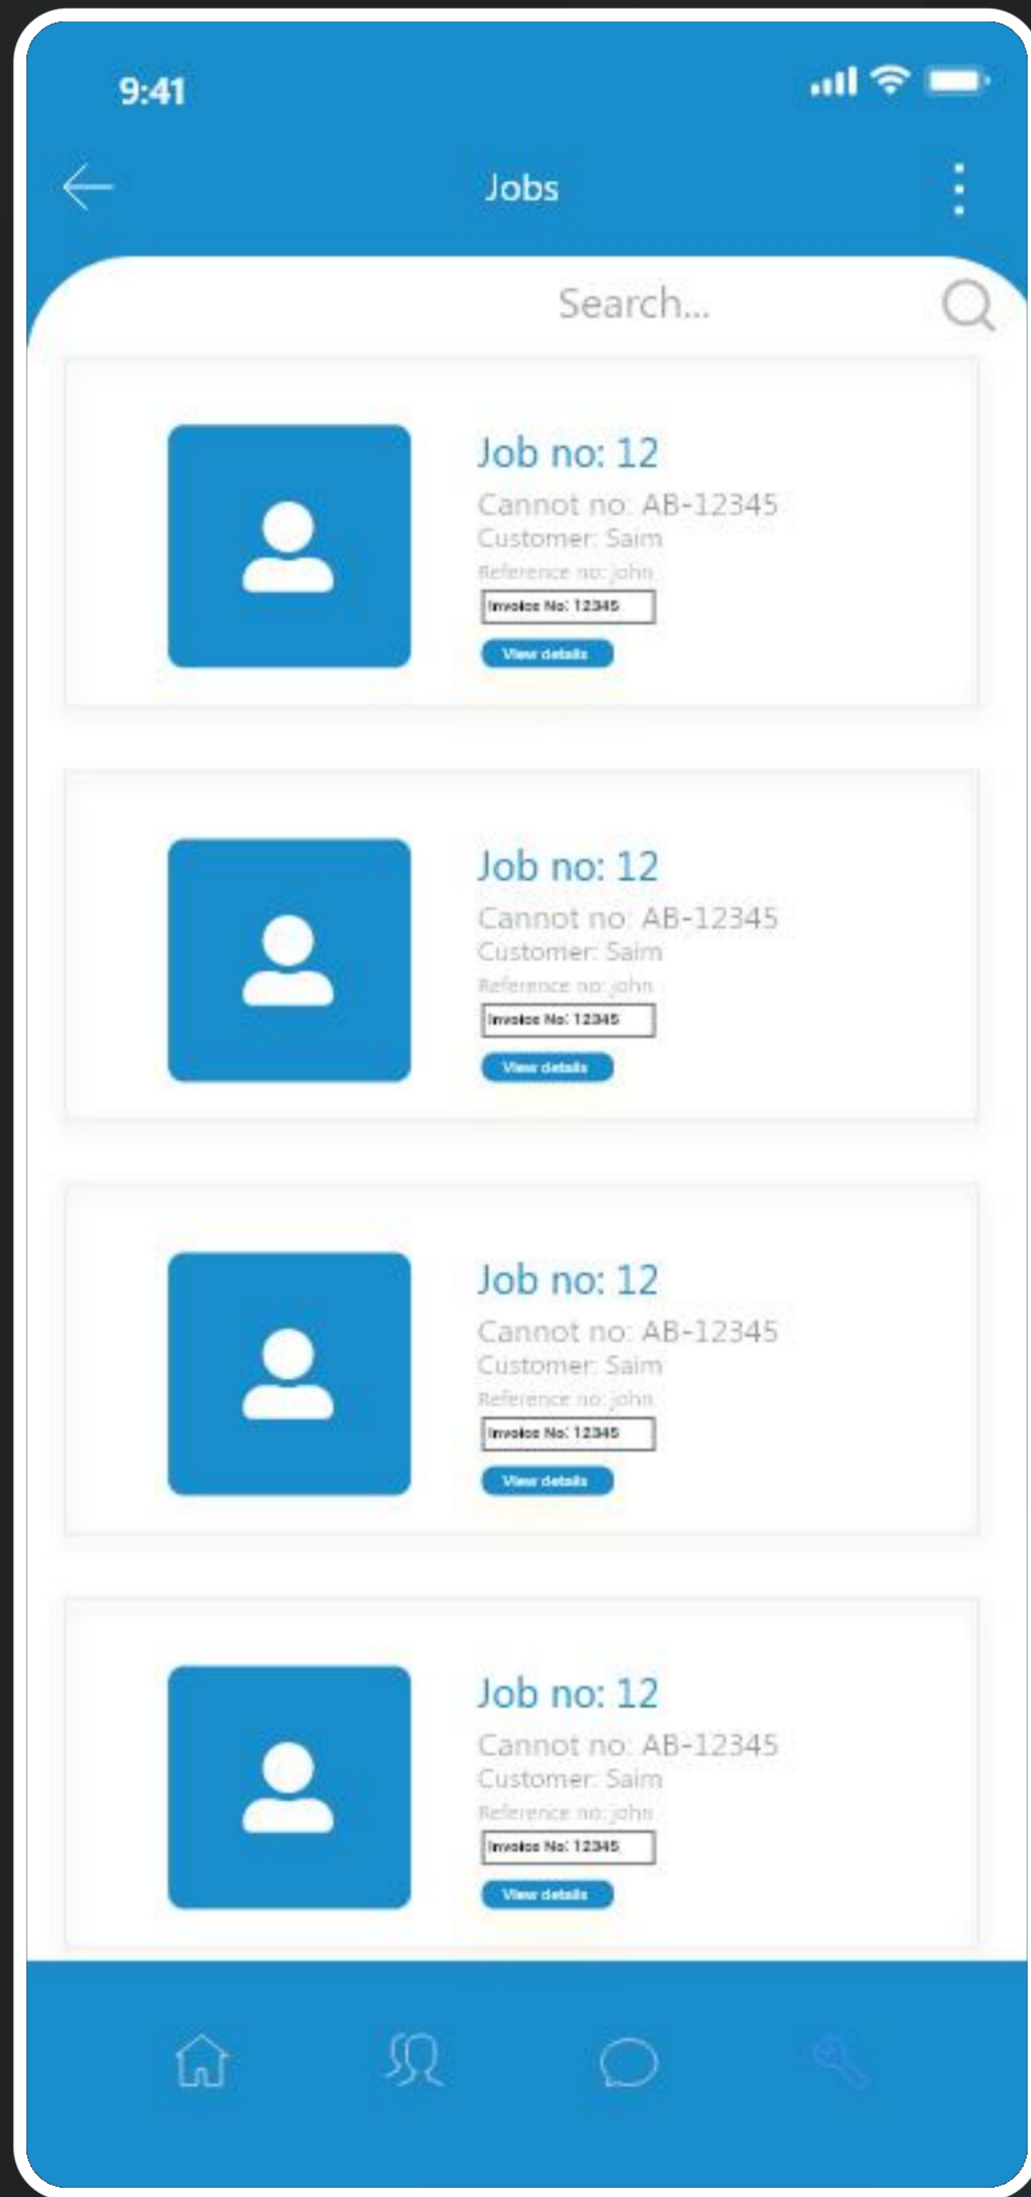 9:41
Jobs
Search...
Job no: 12
Cannot no: AB-12345
Customer: Saim
Reference no: john
Invoice No: 12345
View details
Job no: 12
Cannot no: AB-12345
Customer: Saim
Reference no: john
Invoice No: 12345
View details
Job no: 12
Cannot no: AB-12345
Customer: Saim
Reference no: john
Invoice No: 12345
View details
Job no: 12
Cannot no: AB-12345
Customer: Saim
Reference no: john
Invoice No: 12345
View details